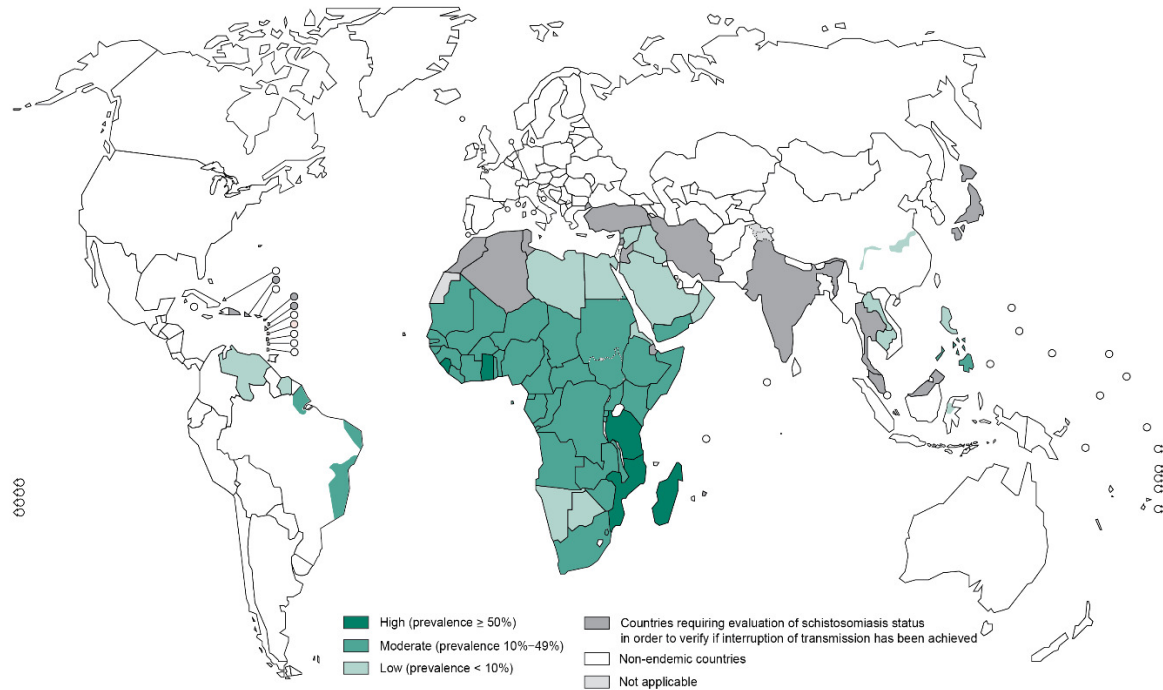 High (prevalence ≥ 50%)
Moderate (prevalence 10%–49%)
Low (prevalence < 10%)
Countries requiring evaluation of schistosomiasis status
in order to verify if interruption of transmission has been achieved
Non-endemic countries
Not applicable